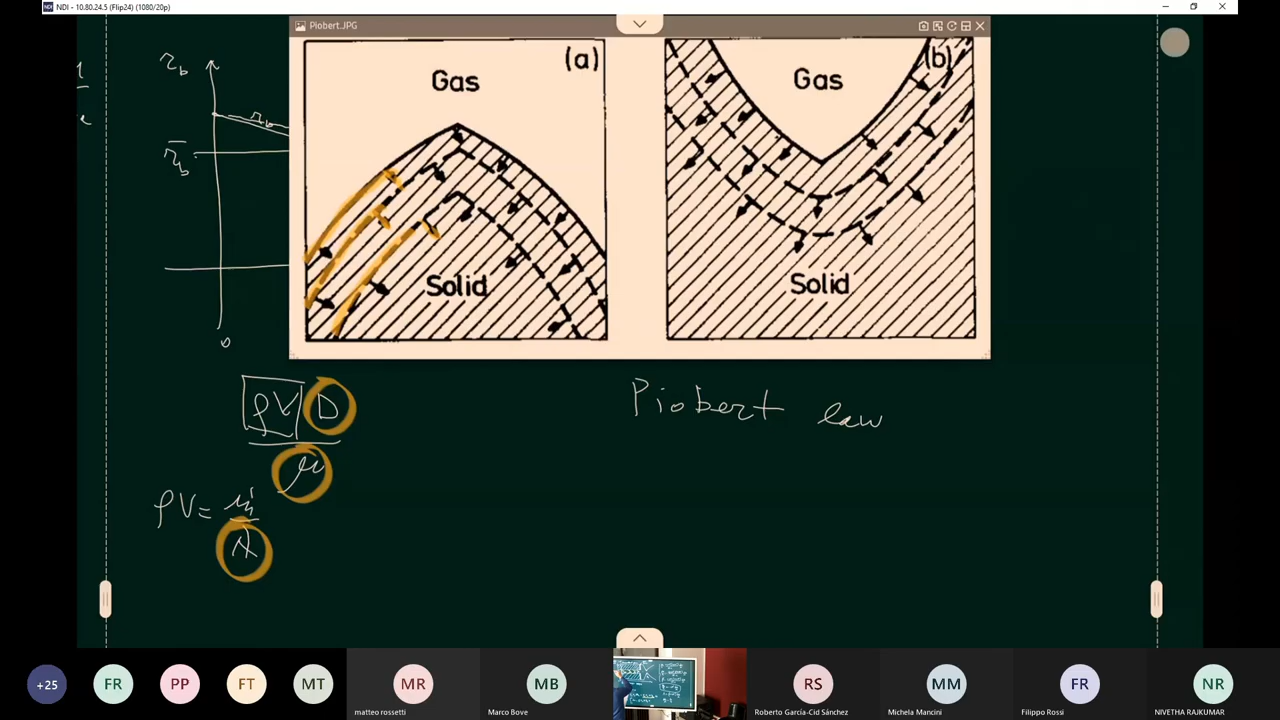 NDI - 10.80.24.5 (Flip24) (1080/20p)
Piobert.JPG
Gas
(a)
Gas
(b)
Solid
Solid
0
ρV D
μ
Piobert law
ρV =
+25
FR
PP
FT
MT
MR
MB
RS
MM
FR
NR
matteo rossetti
Marco Bove
Roberto García-Cid Sánchez
Michela Mancini
Filippo Rossi
NIVETHA RAJKUMAR